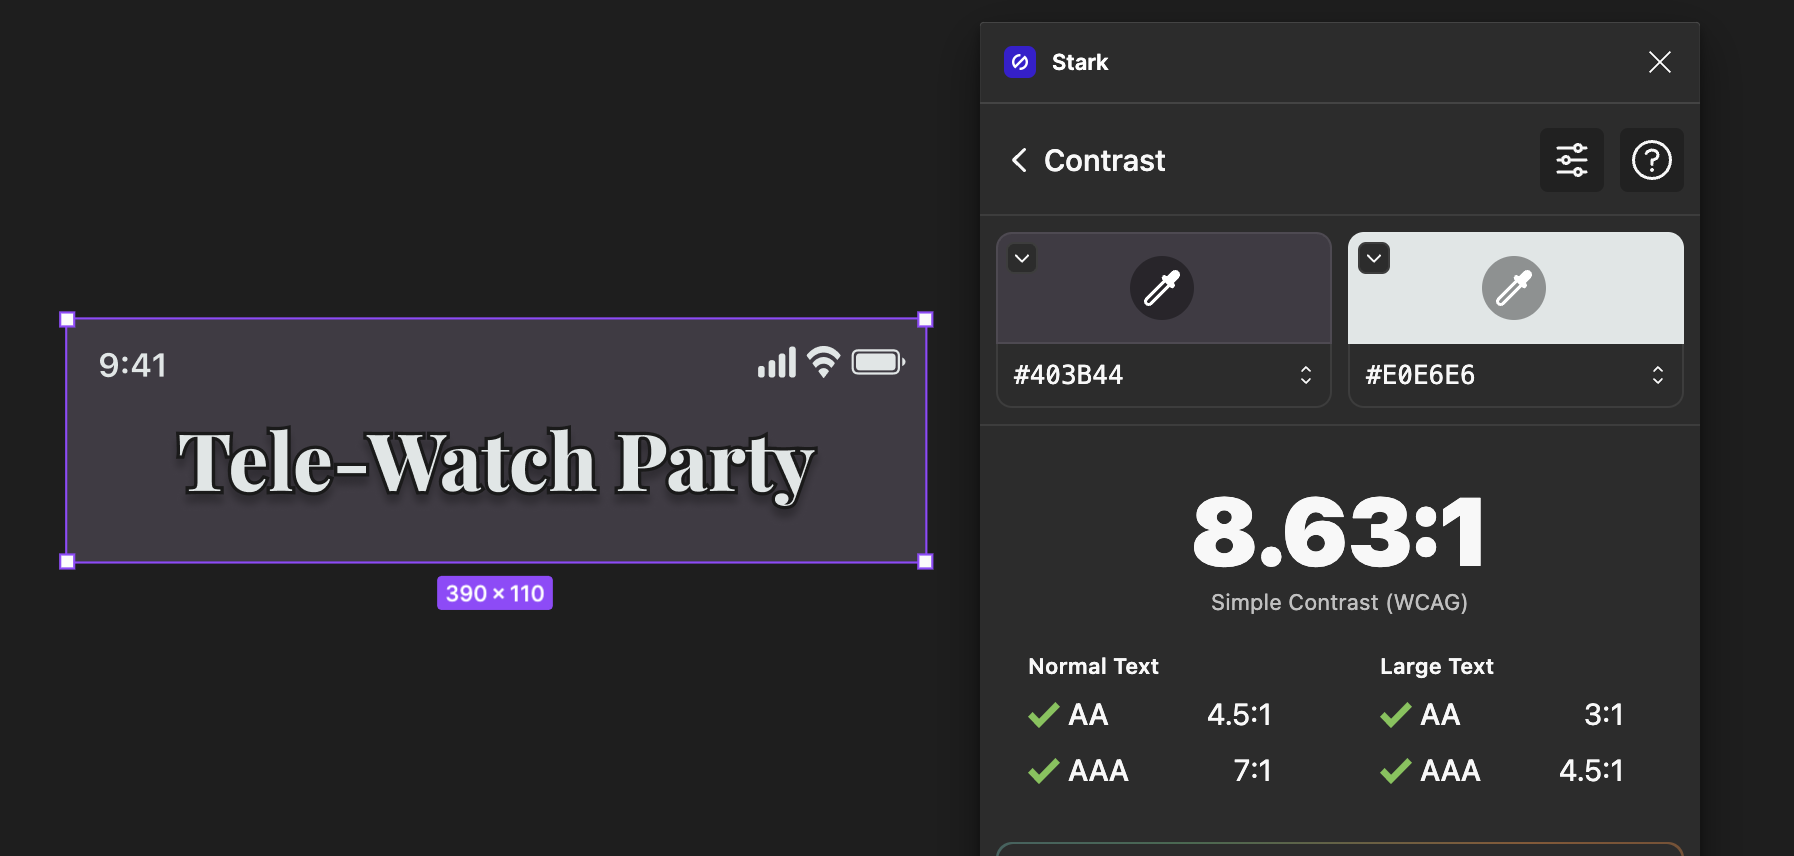 Stark
Contrast
#403B44
#E0E6E6
9:41
Tele-Watch Party
390 × 110
8.63:1
Simple Contrast (WCAG)
Normal Text
AA 4.5:1
AAA 7:1
Large Text
AA 3:1
AAA 4.5:1